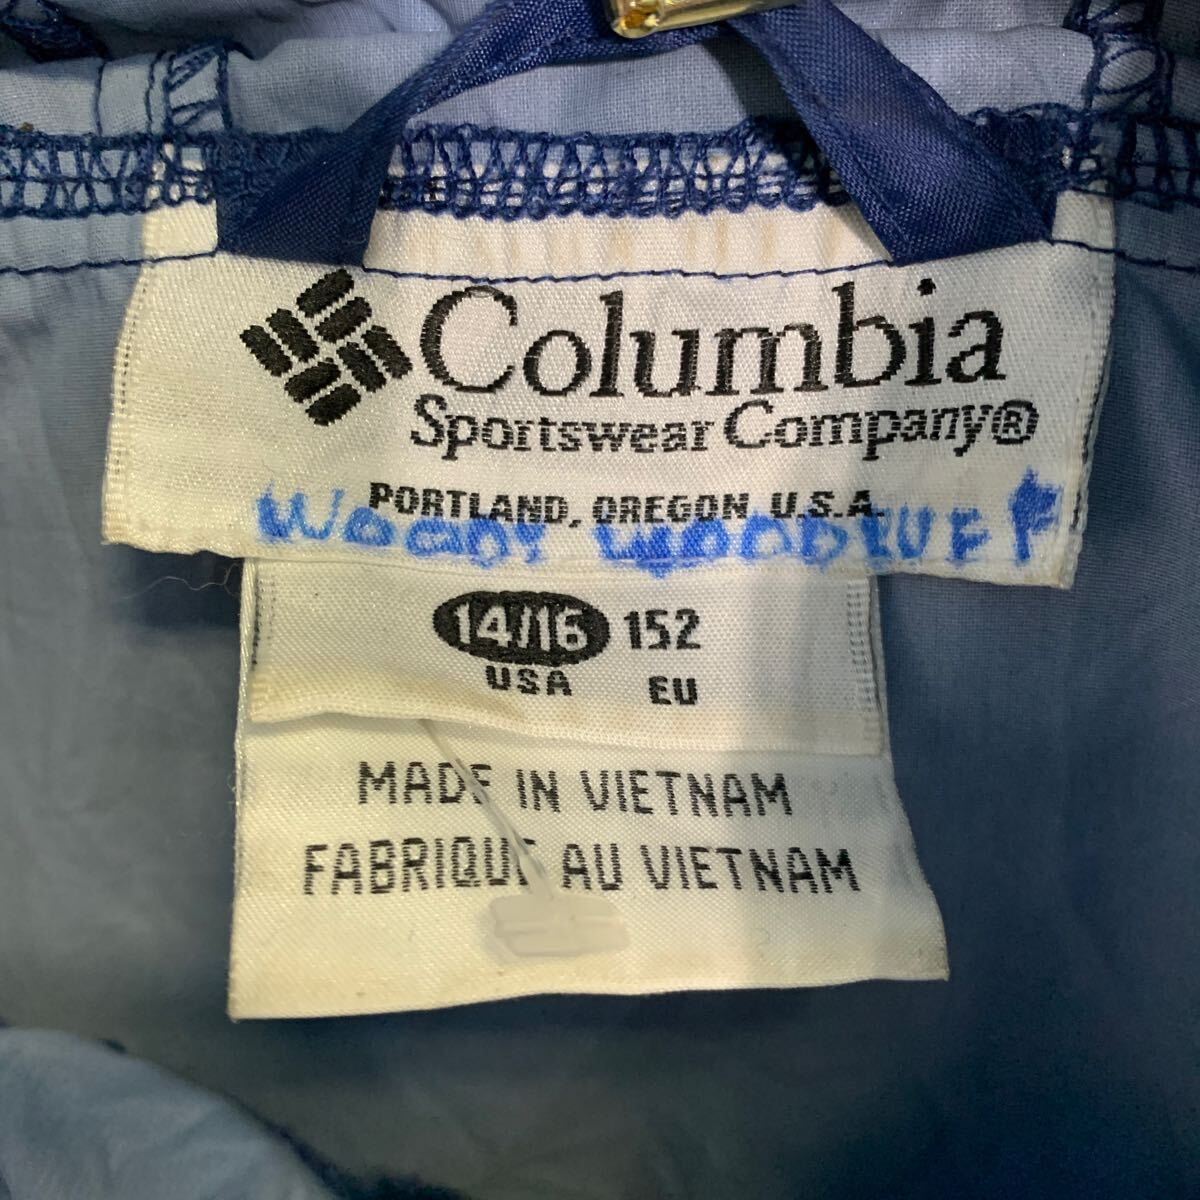 Columbia
Sportswear Company®
PORTLAND, OREGON U.S.A.
WOODY WOODRUFF
14/16 152
USA EU
MADE IN VIETNAM
FABRIQUE AU VIETNAM